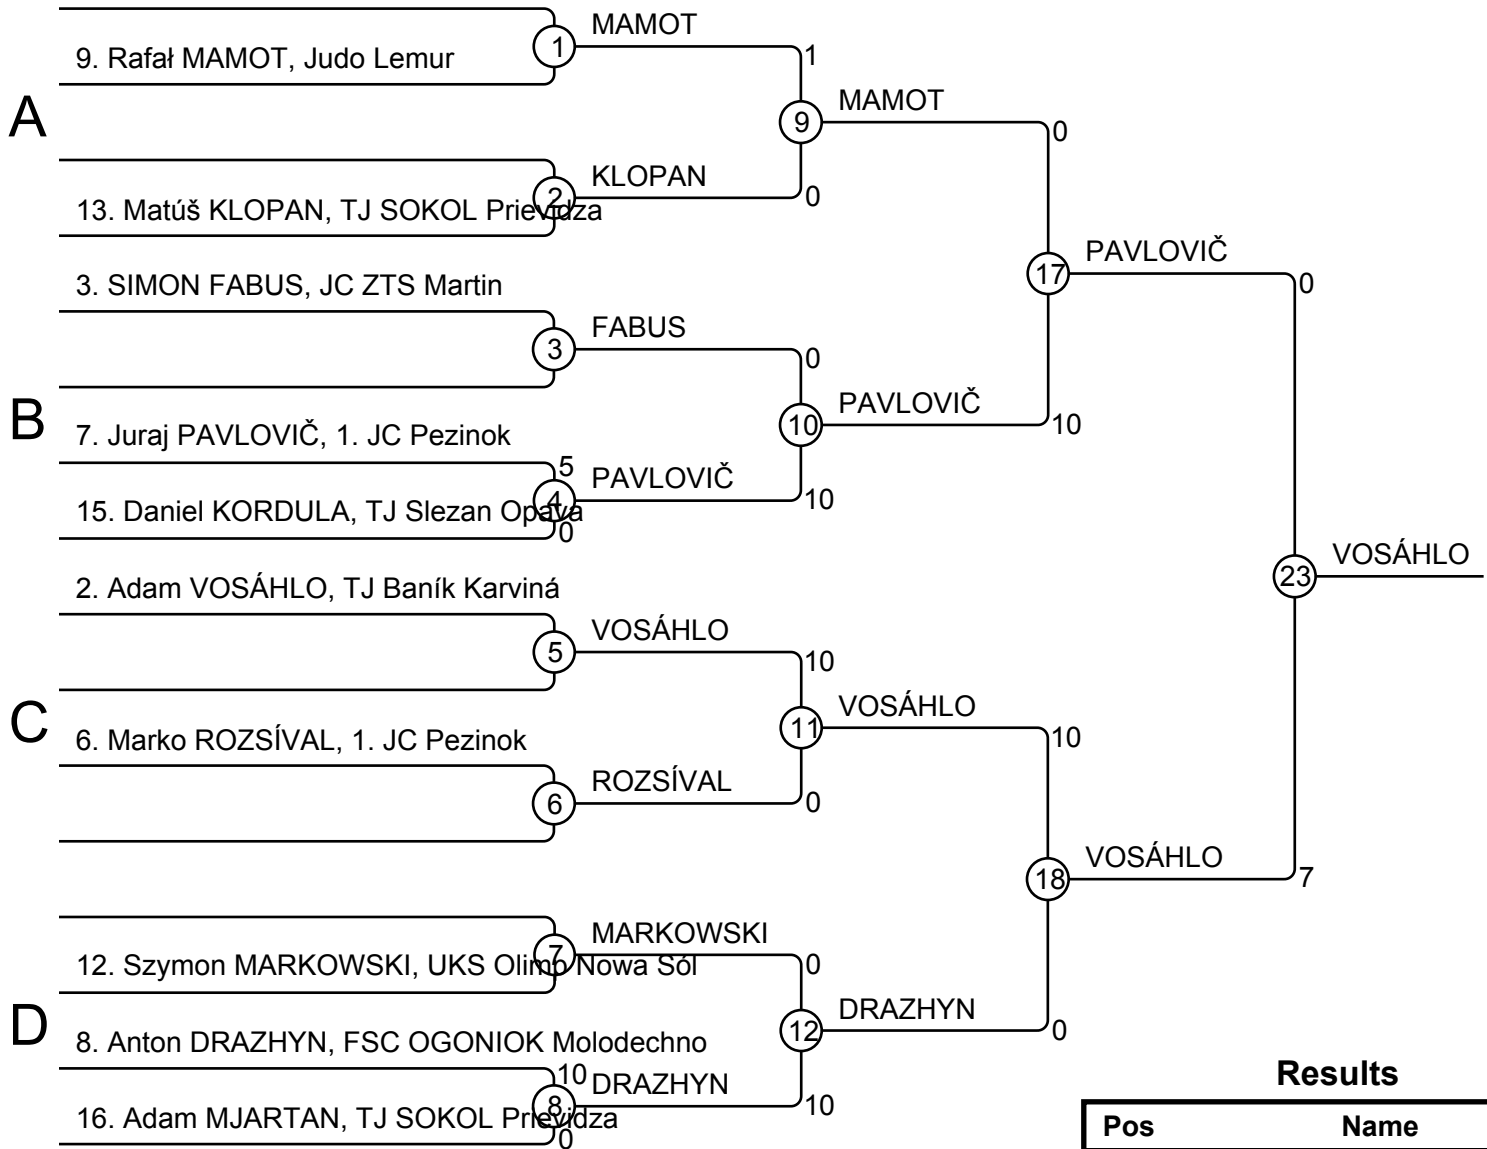 MAMOT
9. Rafał MAMOT, Judo Lemur
1
1
MAMOT
A
9
0
KLOPAN
2
0
13. Matúš KLOPAN, TJ SOKOL Prievidza
PAVLOVIČ
17
0
3. SIMON FABUS, JC ZTS Martin
FABUS
3
0
PAVLOVIČ
B
10
10
7. Juraj PAVLOVIČ, 1. JC Pezinok
5
PAVLOVIČ
4
10
15. Daniel KORDULA, TJ Slezan Opava
0
VOSÁHLO
23
2. Adam VOSÁHLO, TJ Baník Karviná
VOSÁHLO
5
10
VOSÁHLO
C
11
10
6. Marko ROZSÍVAL, 1. JC Pezinok
ROZSÍVAL
6
0
VOSÁHLO
18
7
MARKOWSKI
7
0
12. Szymon MARKOWSKI, UKS Olimp Nowa Sól
DRAZHYN
D
12
0
8. Anton DRAZHYN, FSC OGONIOK Molodechno
10
DRAZHYN
8
10
16. Adam MJARTAN, TJ SOKOL Prievidza
0
Results
Pos Name